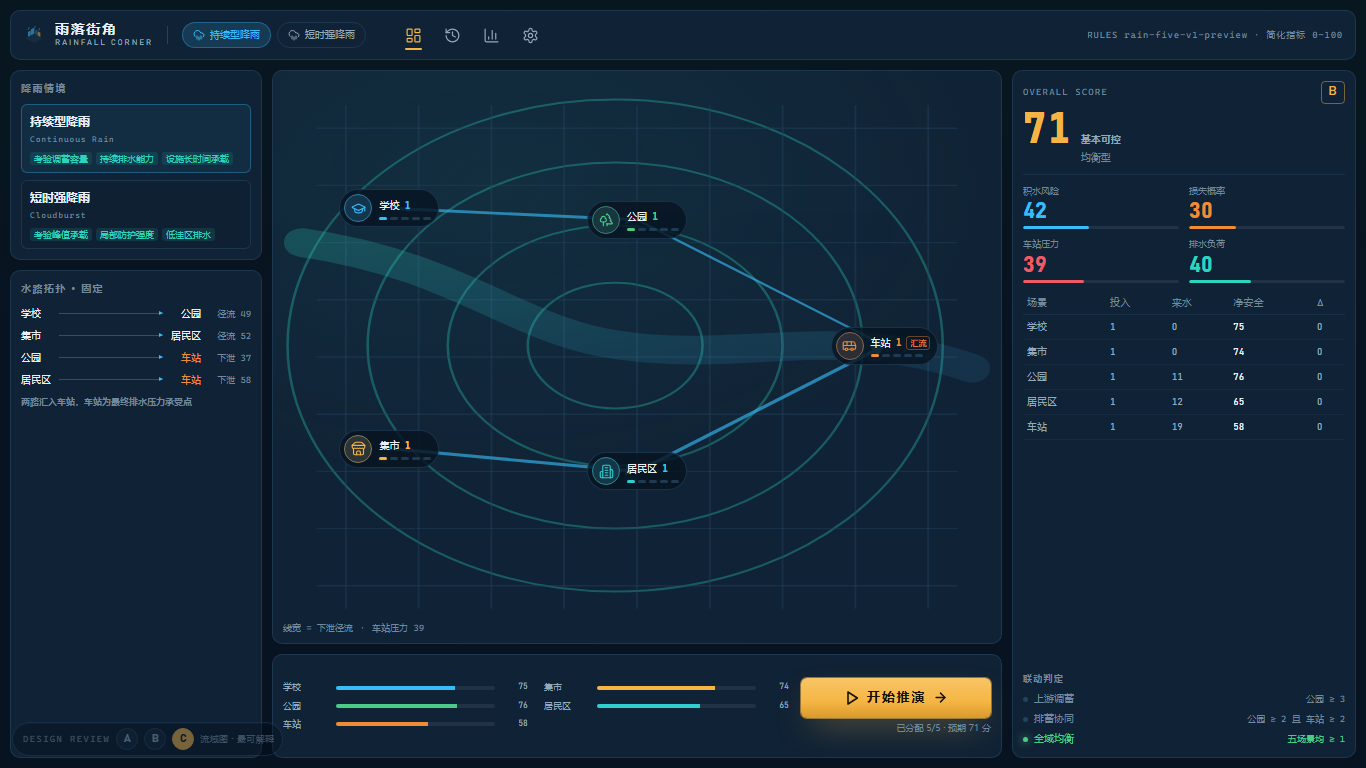 雨落街角
RAINFALL CORNER
持续型降雨
短时强降雨
RULES rain-five-v1-preview · 简化指标 0-100
降雨情境
持续型降雨
Continuous Rain
考验调蓄容量 持续排水能力 设施长时间承载
短时强降雨
Cloudburst
考验峰值承载 局部防护强度 低洼区排水
水路拓扑 • 固定
学校 公园 径流 49
集市 居民区 径流 52
公园 车站 下泄 37
居民区 车站 下泄 58
两路汇入车站，车站为最终排水压力承受点
DESIGN REVIEW A B C 流域图 · 最可解释
学校 1
公园 1
车站 1 汇流
集市 1
居民区 1
线宽 = 下泄径流 · 车站压力 39
学校 75
集市 74
公园 76
居民区 65
车站 58
开始推演
已分配 5/5 · 预期 71 分
OVERALL SCORE
B
71
基本可控
均衡型
积水风险 损失概率
42 30
车站压力 排水负荷
39 40
场景 投入 来水 净安全 Δ
学校 1 0 75 0
集市 1 0 74 0
公园 1 11 76 0
居民区 1 12 65 0
车站 1 19 58 0
联动判定
上游调蓄 公园 ≥ 3
排蓄协同 公园 ≥ 2 且 车站 ≥ 2
全域均衡 五场景均 ≥ 1